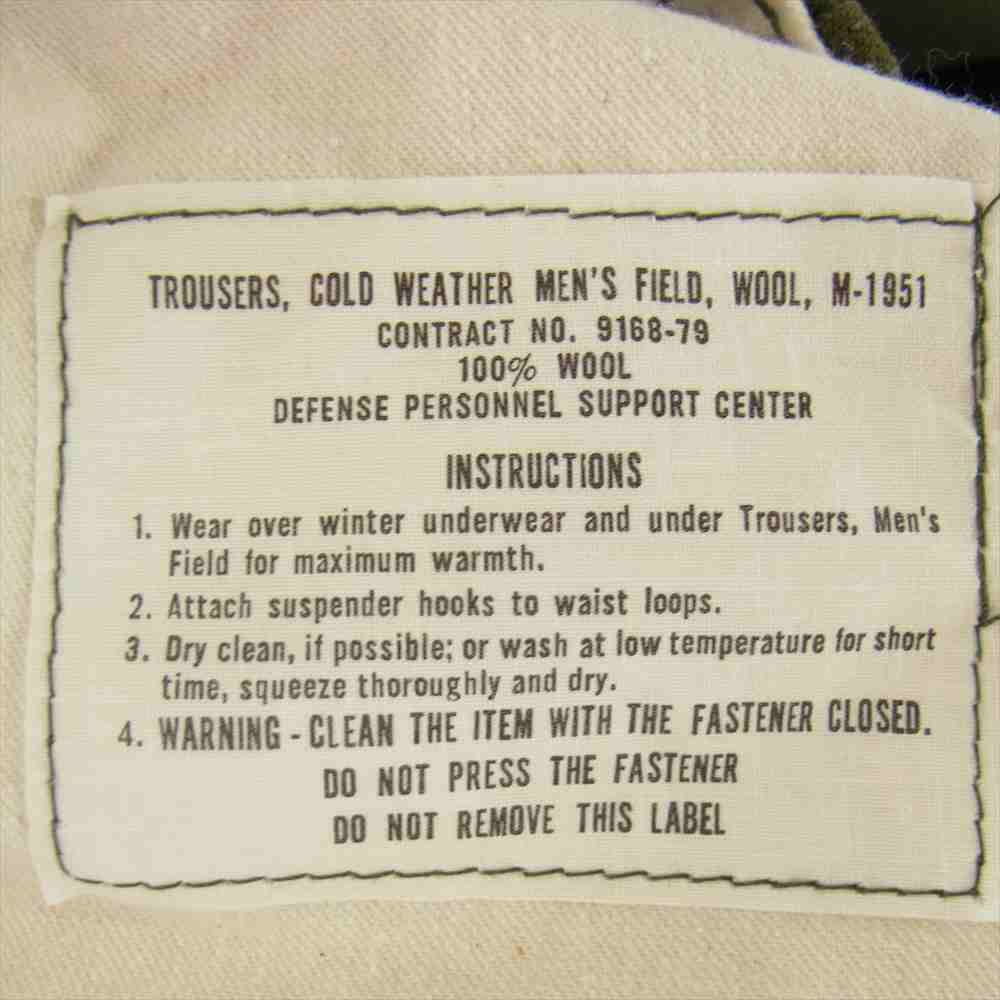 TROUSERS, COLD WEATHER MEN'S FIELD, WOOL, M-1951
CONTRACT NO. 9168-79
100% WOOL
DEFENSE PERSONNEL SUPPORT CENTER
INSTRUCTIONS
1. Wear over winter underwear and under Trousers, Men's
Field for maximum warmth.
2. Attach suspender hooks to waist loops.
3. Dry clean, if possible; or wash at low temperature for short
time, squeeze thoroughly and dry.
4. WARNING - CLEAN THE ITEM WITH THE FASTENER CLOSED.
DO NOT PRESS THE FASTENER
DO NOT REMOVE THIS LABEL